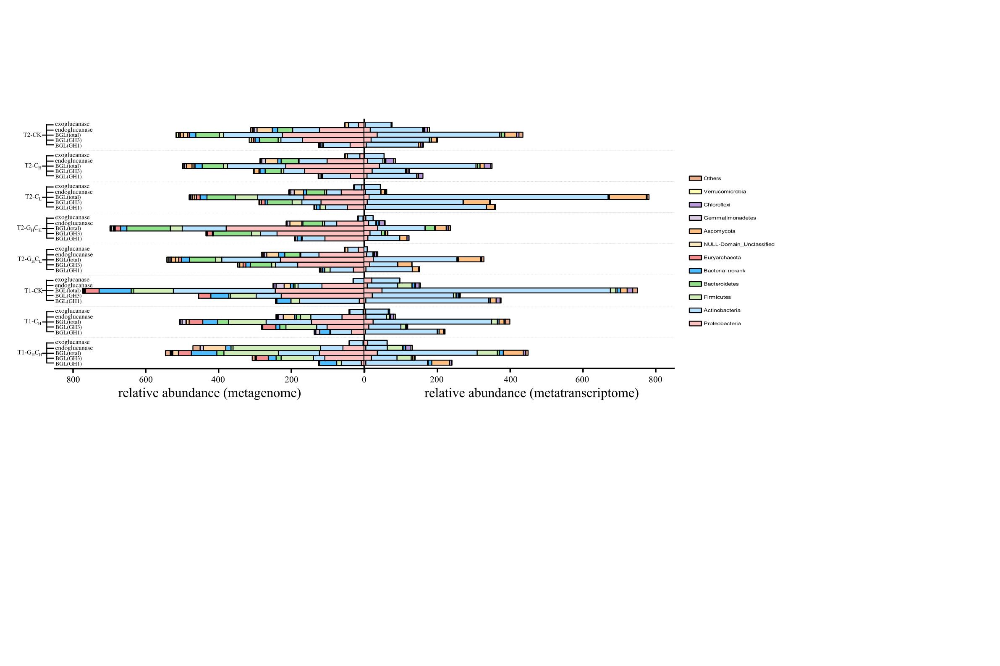 exoglucanase
endoglucanase
T2-CK BGL(total)
BGL(GH3)
BGL(GH1)
exoglucanase
endoglucanase
T2-CH BGL(total)
BGL(GH3)
BGL(GH1)
exoglucanase
endoglucanase
T2-CL BGL(total)
BGL(GH3)
BGL(GH1)
exoglucanase
endoglucanase
T2-GHCH BGL(total)
BGL(GH3)
BGL(GH1)
exoglucanase
endoglucanase
T2-GHCL BGL(total)
BGL(GH3)
BGL(GH1)
exoglucanase
endoglucanase
T1-CK BGL(total)
BGL(GH3)
BGL(GH1)
exoglucanase
endoglucanase
T1-CH BGL(total)
BGL(GH3)
BGL(GH1)
exoglucanase
endoglucanase
T1-GHCH BGL(total)
BGL(GH3)
BGL(GH1)
800 600 400 200 0 200 400 600 800
relative abundance (metagenome) relative abundance (metatranscriptome)
Others
Verrucomicrobia
Chloroflexi
Gemmatimonadetes
Ascomycota
NULL-Domain_Unclassified
Euryarchaeota
Bacteria-norank
Bacteroidetes
Firmicutes
Actinobacteria
Proteobacteria